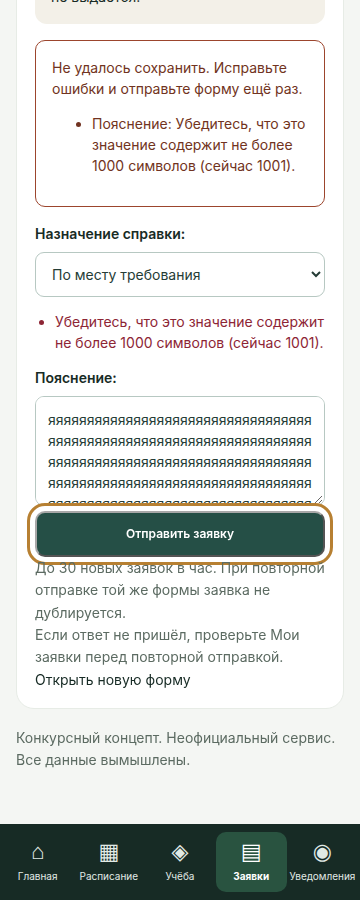 Не удалось сохранить. Исправьте
ошибки и отправьте форму ещё раз.
Пояснение: Убедитесь, что это
значение содержит не более
1000 символов (сейчас 1001).
Назначение справки:
По месту требования
Убедитесь, что это значение содержит
не более 1000 символов (сейчас 1001).
Пояснение:
яяяяяяяяяяяяяяяяяяяяяяяяяяяяяяяяя
яяяяяяяяяяяяяяяяяяяяяяяяяяяяяяяяя
яяяяяяяяяяяяяяяяяяяяяяяяяяяяяяяяя
яяяяяяяяяяяяяяяяяяяяяяяяяяяяяяяяя
Отправить заявку
До 30 новых заявок в час. При повторной
отправке той же формы заявка не
дублируется.
Если ответ не пришёл, проверьте Мои
заявки перед повторной отправкой.
Открыть новую форму
Конкурсный концепт. Неофициальный сервис.
Все данные вымышлены.
Главная
Расписание
Учёба
Заявки
Уведомления